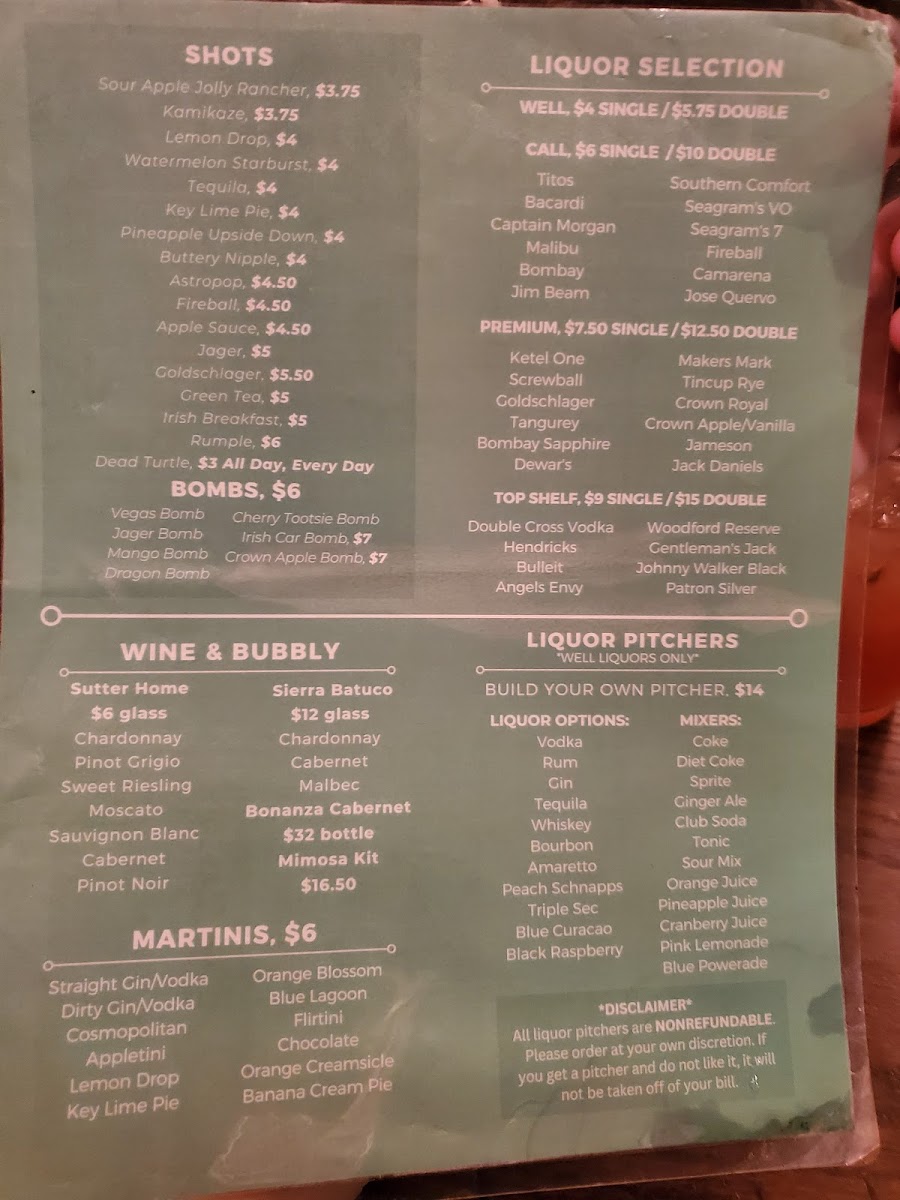 SHOTS
Sour Apple Jolly Rancher, $3.75
Kamikaze, $3.75
Lemon Drop, $4
Watermelon Starburst, $4
Tequila, $4
Key Lime Pie, $4
Pineapple Upside Down, $4
Buttery Nipple, $4
Astropop, $4.50
Fireball, $4.50
Apple Sauce, $4.50
Jager, $5
Goldschlager, $5.50
Green Tea, $5
Irish Breakfast, $5
Rumple, $6
Dead Turtle, $3 All Day, Every Day
BOMBS, $6
Vegas Bomb
Jager Bomb
Mango Bomb
Dragon Bomb
Cherry Tootsie Bomb
Irish Car Bomb, $7
Crown Apple Bomb, $7
LIQUOR SELECTION
WELL, $4 SINGLE / $5.75 DOUBLE
CALL, $6 SINGLE / $10 DOUBLE
Titos
Bacardi
Captain Morgan
Malibu
Bombay
Jim Beam
Southern Comfort
Seagram's VO
Seagram's 7
Fireball
Camarena
Jose Quervo
PREMIUM, $7.50 SINGLE / $12.50 DOUBLE
Ketel One
Screwball
Goldschlager
Tangurey
Bombay Sapphire
Dewar's
Makers Mark
Tincup Rye
Crown Royal
Crown Apple/Vanilla
Jameson
Jack Daniels
TOP SHELF, $9 SINGLE / $15 DOUBLE
Double Cross Vodka
Hendricks
Bulleit
Angels Envy
Woodford Reserve
Gentleman's Jack
Johnny Walker Black
Patron Silver
WINE & BUBBLY
Sutter Home
$6 glass
Chardonnay
Pinot Grigio
Sweet Riesling
Moscato
Sauvignon Blanc
Cabernet
Pinot Noir
Sierra Batuco
$12 glass
Chardonnay
Cabernet
Malbec
Bonanza Cabernet
$32 bottle
Mimosa Kit
$16.50
MARTINIS, $6
Straight Gin/Vodka
Dirty Gin/Vodka
Cosmopolitan
Appletini
Lemon Drop
Key Lime Pie
Orange Blossom
Blue Lagoon
Flirtini
Chocolate
Orange Creamsicle
Banana Cream Pie
LIQUOR PITCHERS
"WELL LIQUORS ONLY"
BUILD YOUR OWN PITCHER. $14
LIQUOR OPTIONS:
Vodka
Rum
Gin
Tequila
Whiskey
Bourbon
Amaretto
Peach Schnapps
Triple Sec
Blue Curacao
Black Raspberry
MIXERS:
Coke
Diet Coke
Sprite
Ginger Ale
Club Soda
Tonic
Sour Mix
Orange Juice
Pineapple Juice
Cranberry Juice
Pink Lemonade
Blue Powerade
*DISCLAIMER*
All liquor pitchers are NONREFUNDABLE.
Please order at your own discretion. If
you get a pitcher and do not like it, it will
not be taken off of your bill.